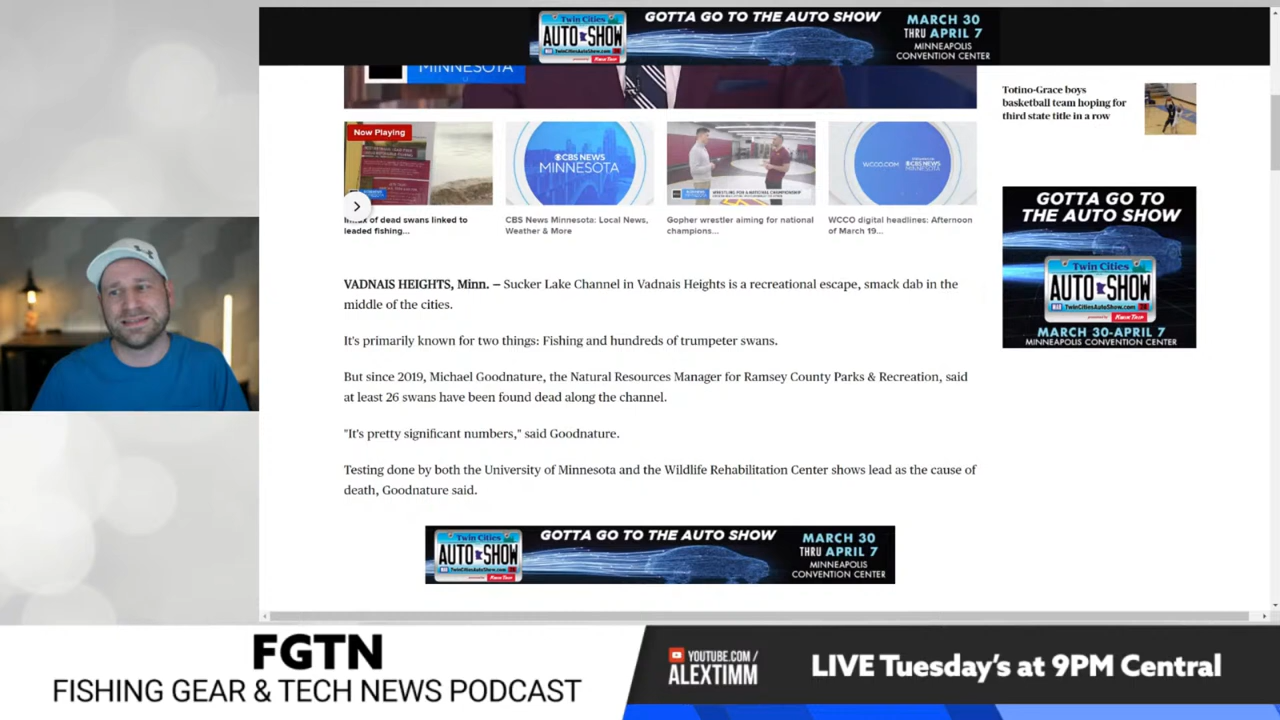 Twin Cities
AUTO SHOW
TwinCitiesAutoShow.com
GOTTA GO TO THE AUTO SHOW
MARCH 30
THRU APRIL 7
MINNEAPOLIS
CONVENTION CENTER
MINNESOTA
Totino-Grace boys
basketball team hoping for
third state title in a row
Now Playing
CBS NEWS
MINNESOTA
WCCO.COM
CBS NEWS
MINNESOTA
leaded fishing...
dead swans linked to
CBS News Minnesota: Local News,
Weather & More
Gopher wrestler aiming for national
champions...
WCCO digital headlines: Afternoon
of March 19...
GOTTA GO TO
THE AUTO SHOW
Twin Cities
AUTO SHOW
TwinCitiesAutoShow.com
MARCH 30-APRIL 7
MINNEAPOLIS CONVENTION CENTER
VADNAIS HEIGHTS, Minn. – Sucker Lake Channel in Vadnais Heights is a recreational escape, smack dab in the
middle of the cities.
It's primarily known for two things: Fishing and hundreds of trumpeter swans.
But since 2019, Michael Goodnature, the Natural Resources Manager for Ramsey County Parks & Recreation, said
at least 26 swans have been found dead along the channel.
"It's pretty significant numbers," said Goodnature.
Testing done by both the University of Minnesota and the Wildlife Rehabilitation Center shows lead as the cause of
death, Goodnature said.
Twin Cities
AUTO SHOW
TwinCitiesAutoShow.com
GOTTA GO TO THE AUTO SHOW
MARCH 30
THRU APRIL 7
MINNEAPOLIS
CONVENTION CENTER
FGTN
FISHING GEAR & TECH NEWS PODCAST
YOUTUBE.COM/
ALEXTIMM
LIVE Tuesday's at 9PM Central